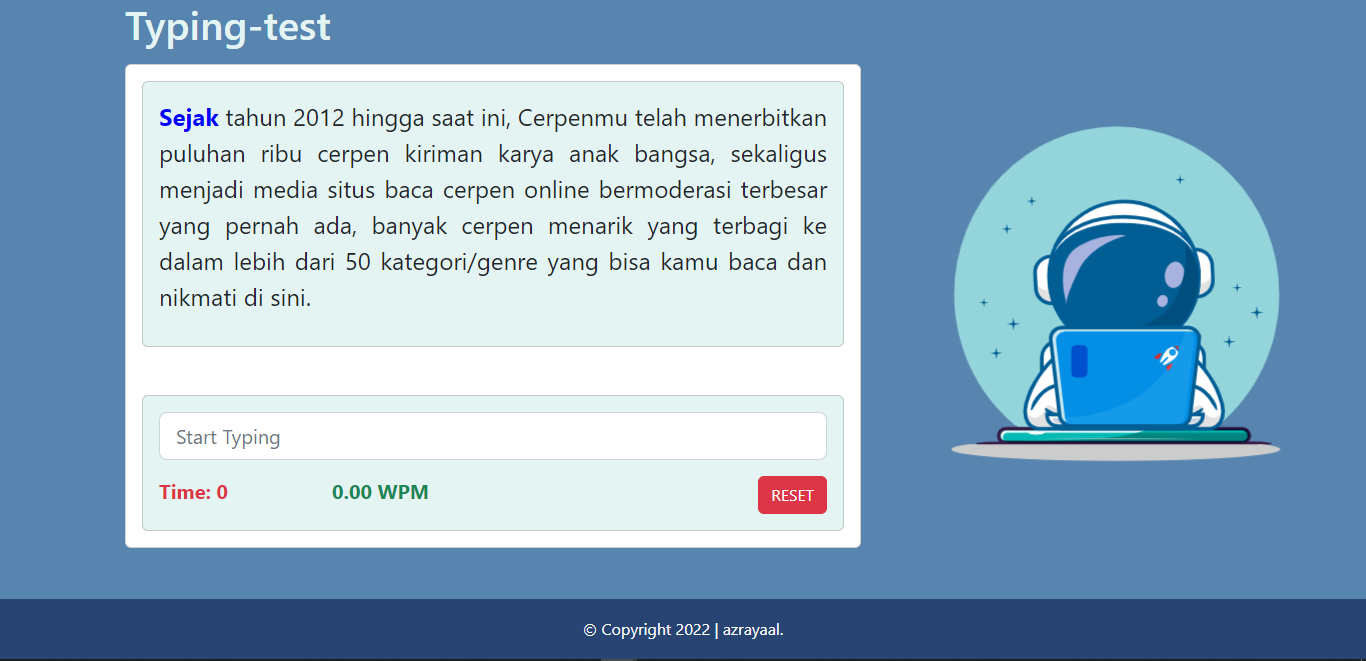 Typing-test
Sejak tahun 2012 hingga saat ini, Cerpenmu telah menerbitkan
puluhan ribu cerpen kiriman karya anak bangsa, sekaligus
menjadi media situs baca cerpen online bermoderasi terbesar
yang pernah ada, banyak cerpen menarik yang terbagi ke
dalam lebih dari 50 kategori/genre yang bisa kamu baca dan
nikmati di sini.
Start Typing
Time: 0 0.00 WPM RESET
© Copyright 2022 | azrayaal.